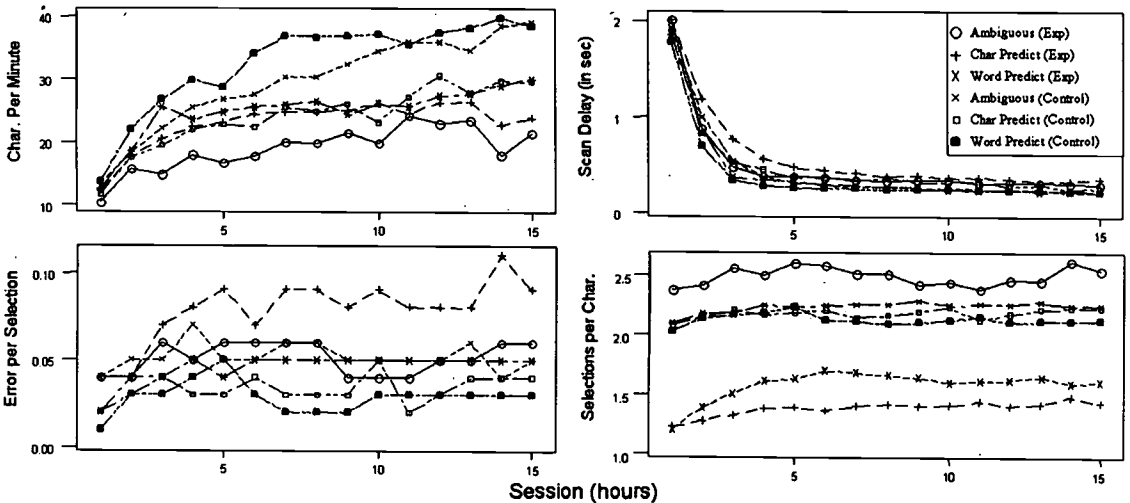 Char. Per Minute
40
30
20
10
5
10
15
Scan Delay (in sec)
2
1
0
5
10
15
Ambiguous (Exp)
Char Predict (Exp)
Word Predict (Exp)
Ambiguous (Control)
Char Predict (Control)
Word Predict (Control)
Error per Selection
0.10
0.05
0.00
5
10
15
Selections per Char.
2.5
2.0
1.5
1.0
5
10
15
Session (hours)